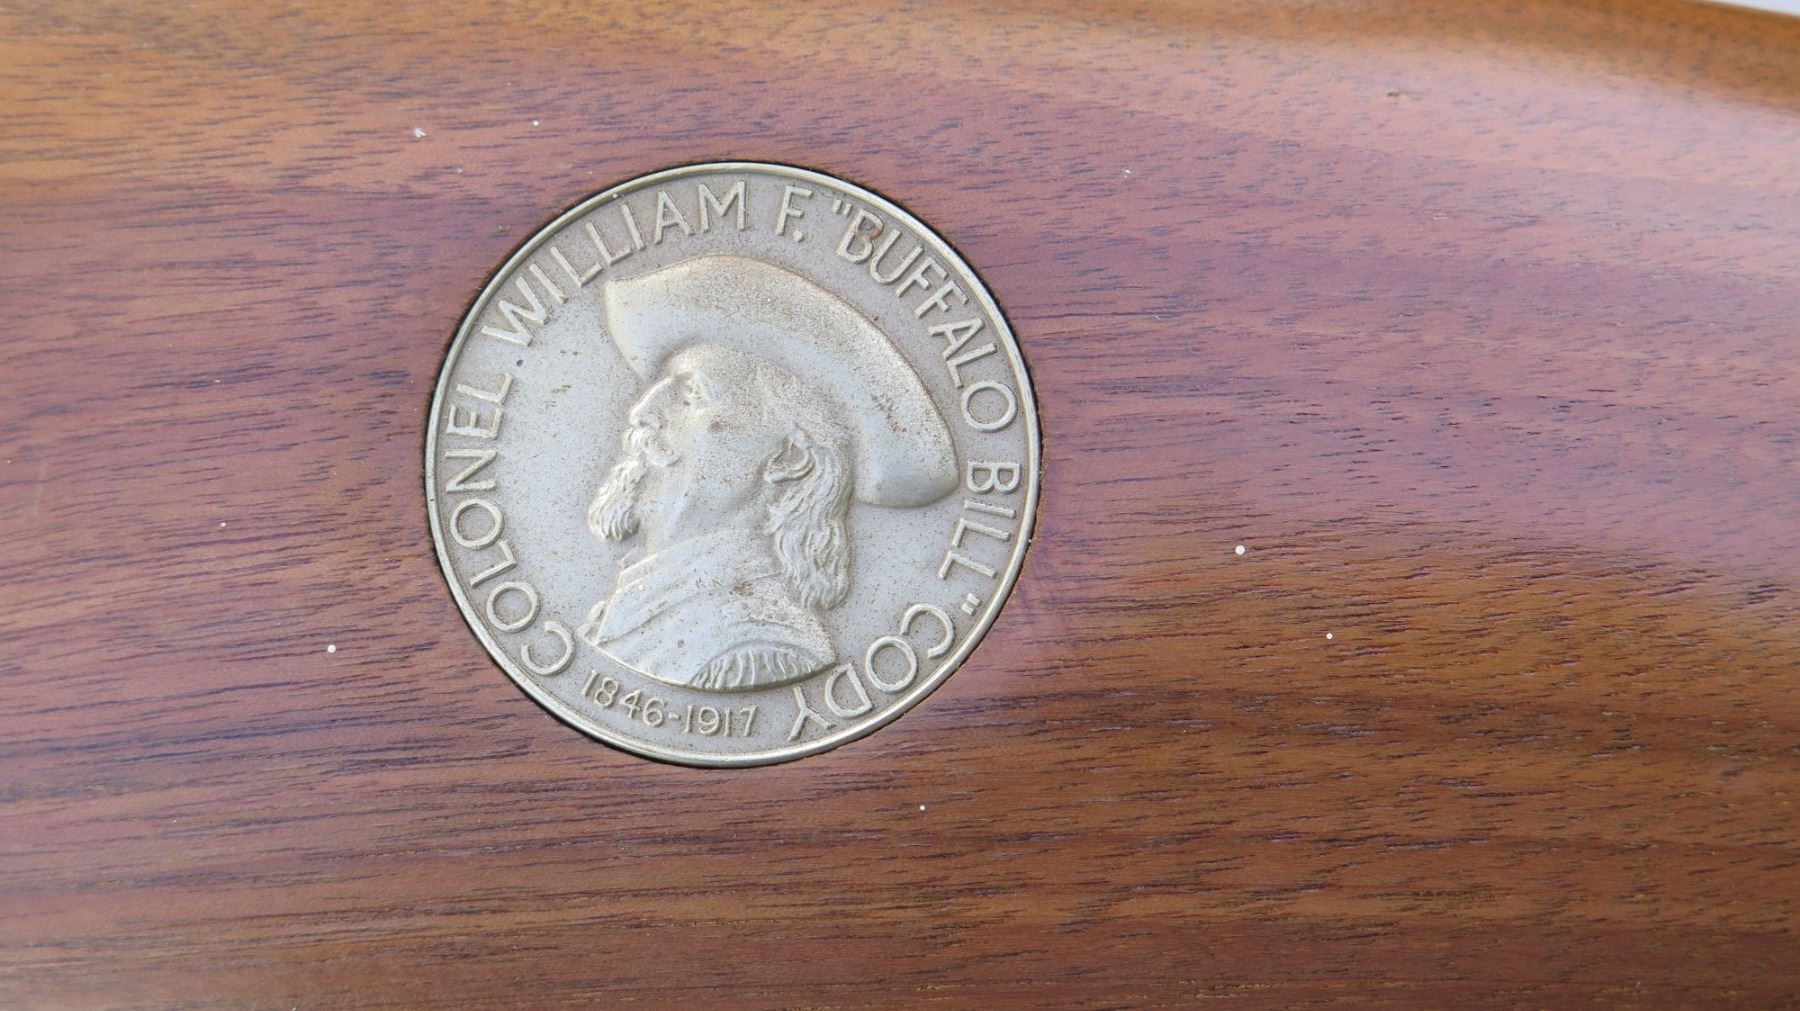 COLONEL WILLIAM F. "BUFFALO BILL" CODY
1846-1917